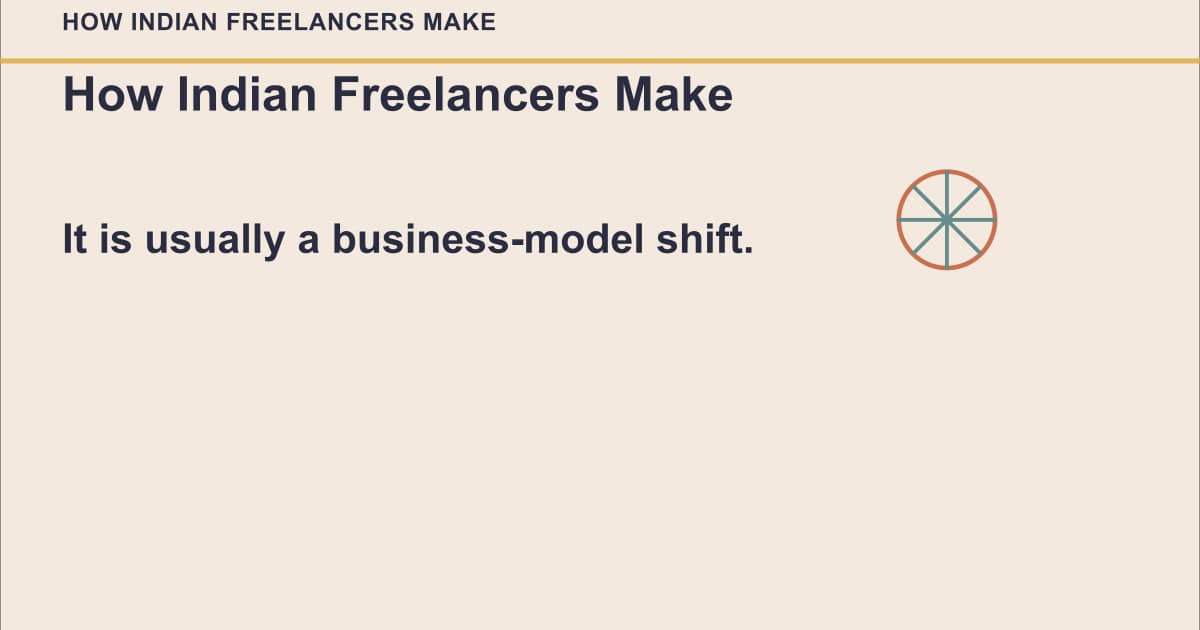 HOW INDIAN FREELANCERS MAKE
How Indian Freelancers Make
It is usually a business-model shift.